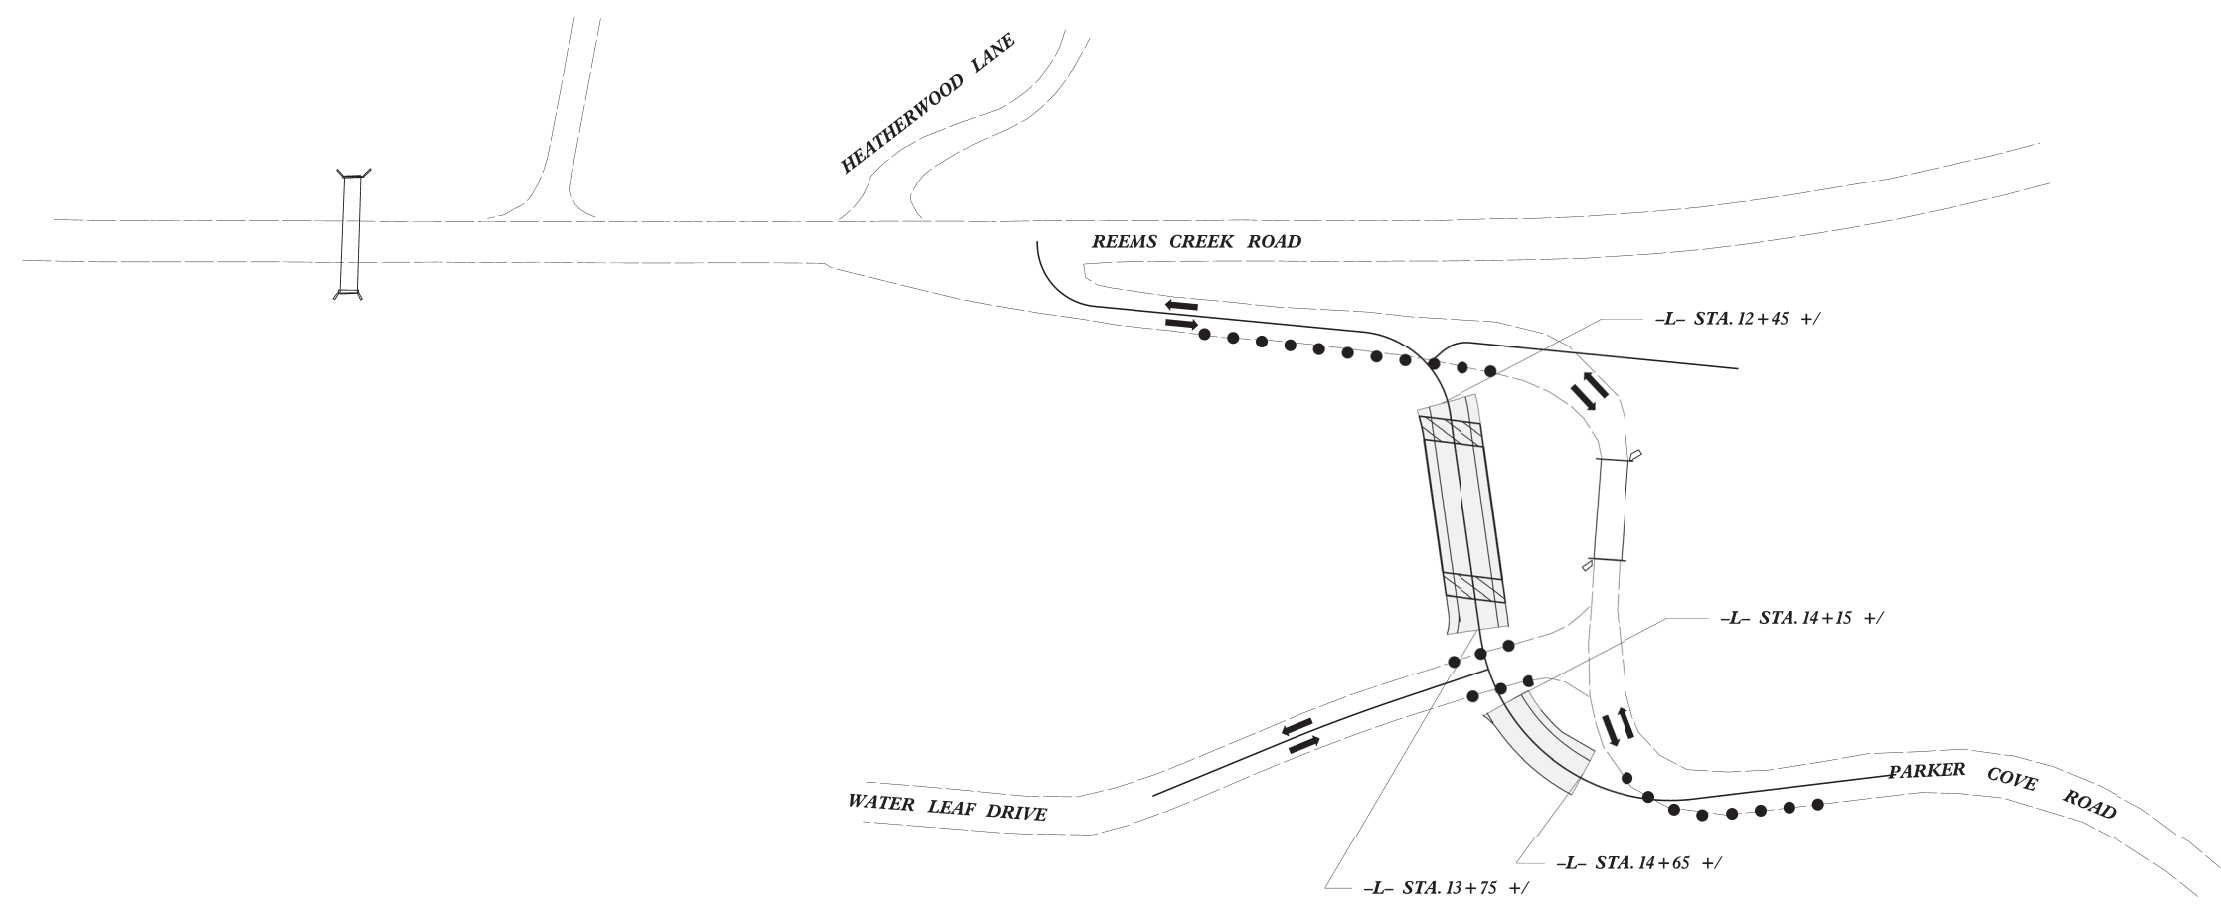 HEATHERWOOD LANE
REEMS CREEK ROAD
–L– STA. 12+45 +/
–L– STA. 14+15 +/
PARKER COVE ROAD
WATER LEAF DRIVE
–L– STA. 14+65 +/
–L– STA. 13+75 +/